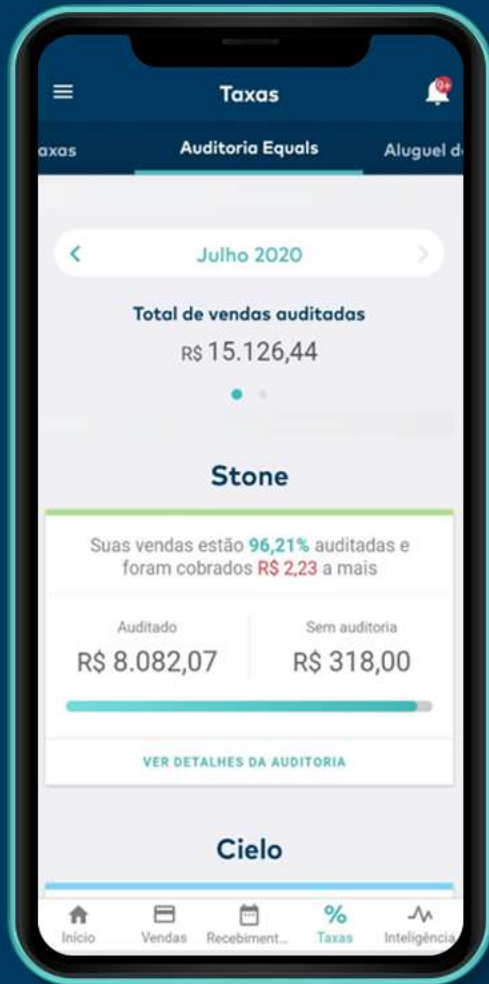 Taxas
9+
axas
Auditoria Equals
Aluguel d
Julho 2020
Total de vendas auditadas
R$ 15.126,44
Stone
Suas vendas estão 96,21% auditadas e
foram cobrados R$ 2,23 a mais
Auditado
Sem auditoria
R$ 8.082,07
R$ 318,00
VER DETALHES DA AUDITORIA
Cielo
Início
Vendas
Recebiment...
%
Taxas
Inteligência